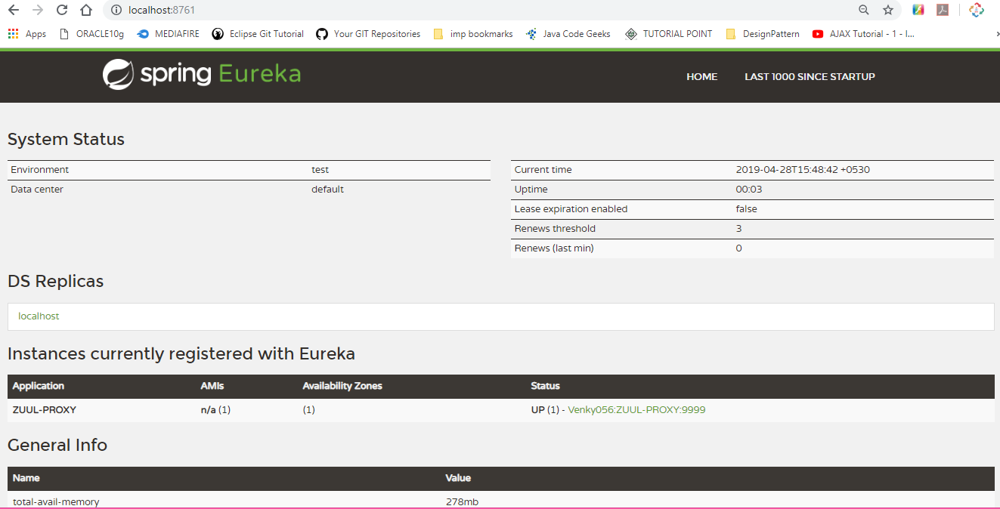 localhost:8761
Apps ORACLE10g MEDIAFIRE Eclipse Git Tutorial Your GIT Repositories imp bookmarks Java Code Geeks TUTORIAL POINT DesignPattern AJAX Tutorial - 1 - I...
spring Eureka HOME LAST 1000 SINCE STARTUP
System Status
Environment test Current time 2019-04-28T15:48:42 +0530
Data center default Uptime 00:03
Lease expiration enabled false
Renews threshold 3
Renews (last min) 0
DS Replicas
localhost
Instances currently registered with Eureka
Application AMIs Availability Zones Status
ZUUL-PROXY n/a (1) (1) UP (1) - Venky056:ZUUL-PROXY:9999
General Info
Name Value
total-avail-memory 278mb